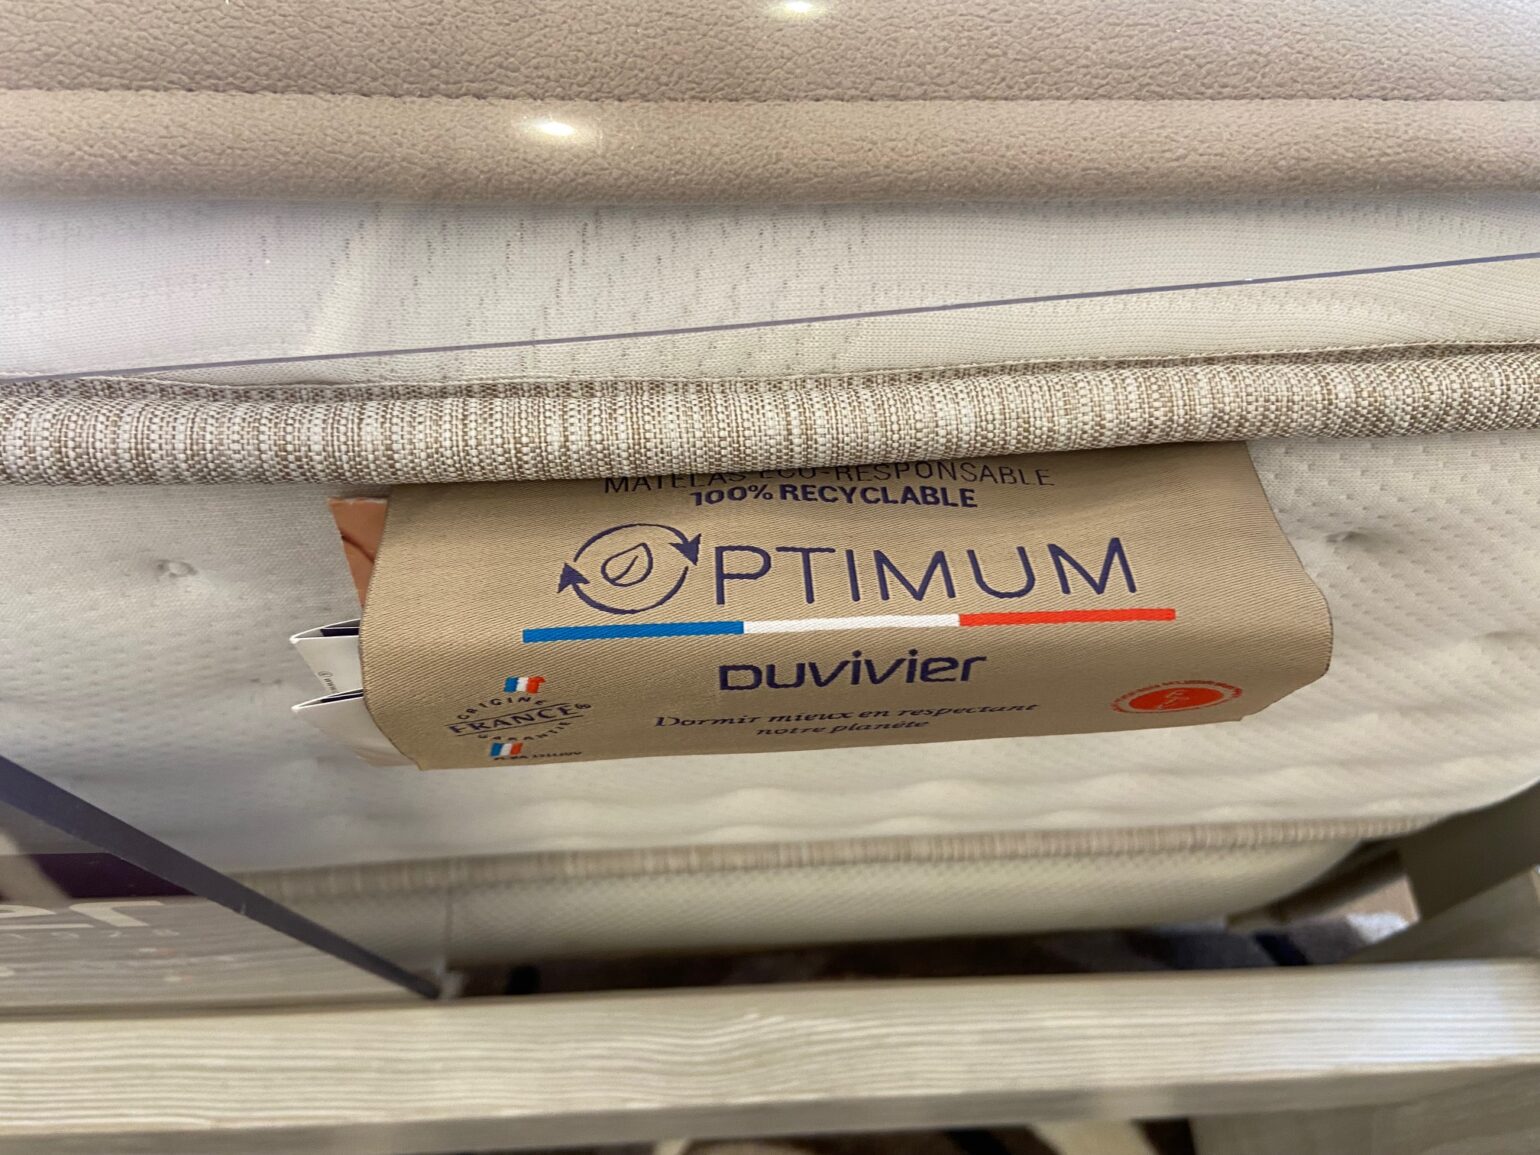 MATELAS ECO-RESPONSABLE
100% RECYCLABLE
OPTIMUM
DUVIVIER
ORIGINE
FRANCE®
GARANTIE
Dormir mieux en respectant
notre planète